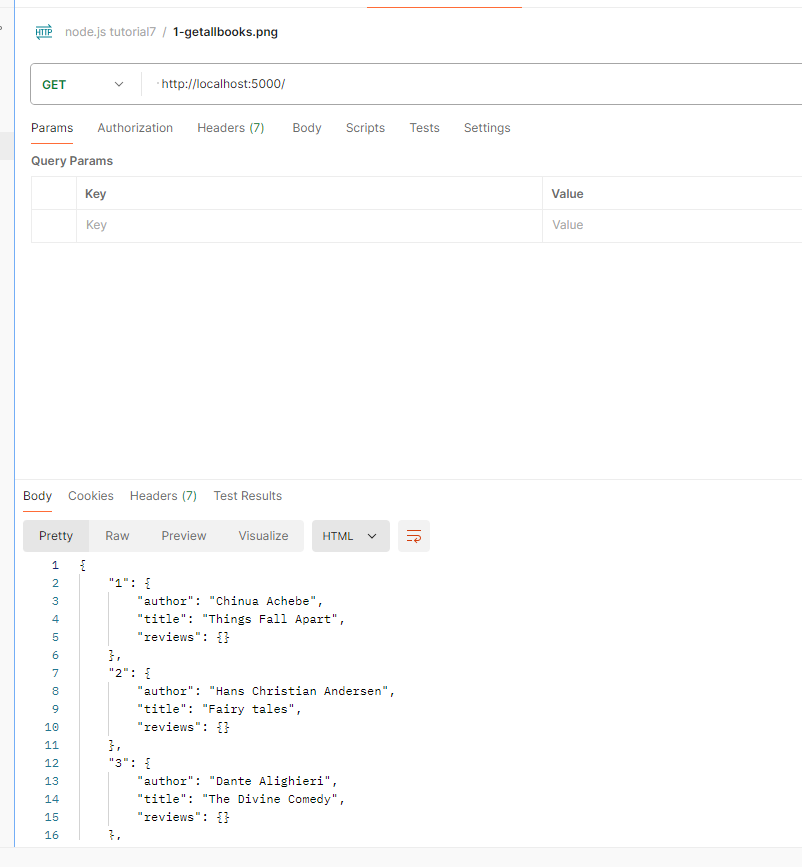 HTTP node.js tutorial7 / 1-getallbooks.png
GET http://localhost:5000/
Params Authorization Headers (7) Body Scripts Tests Settings
Query Params
Key Value
Key Value
Body Cookies Headers (7) Test Results
Pretty Raw Preview Visualize HTML
1 {
2 "1": {
3 "author": "Chinua Achebe",
4 "title": "Things Fall Apart",
5 "reviews": {}
6 },
7 "2": {
8 "author": "Hans Christian Andersen",
9 "title": "Fairy tales",
10 "reviews": {}
11 },
12 "3": {
13 "author": "Dante Alighieri",
14 "title": "The Divine Comedy",
15 "reviews": {}
16 },